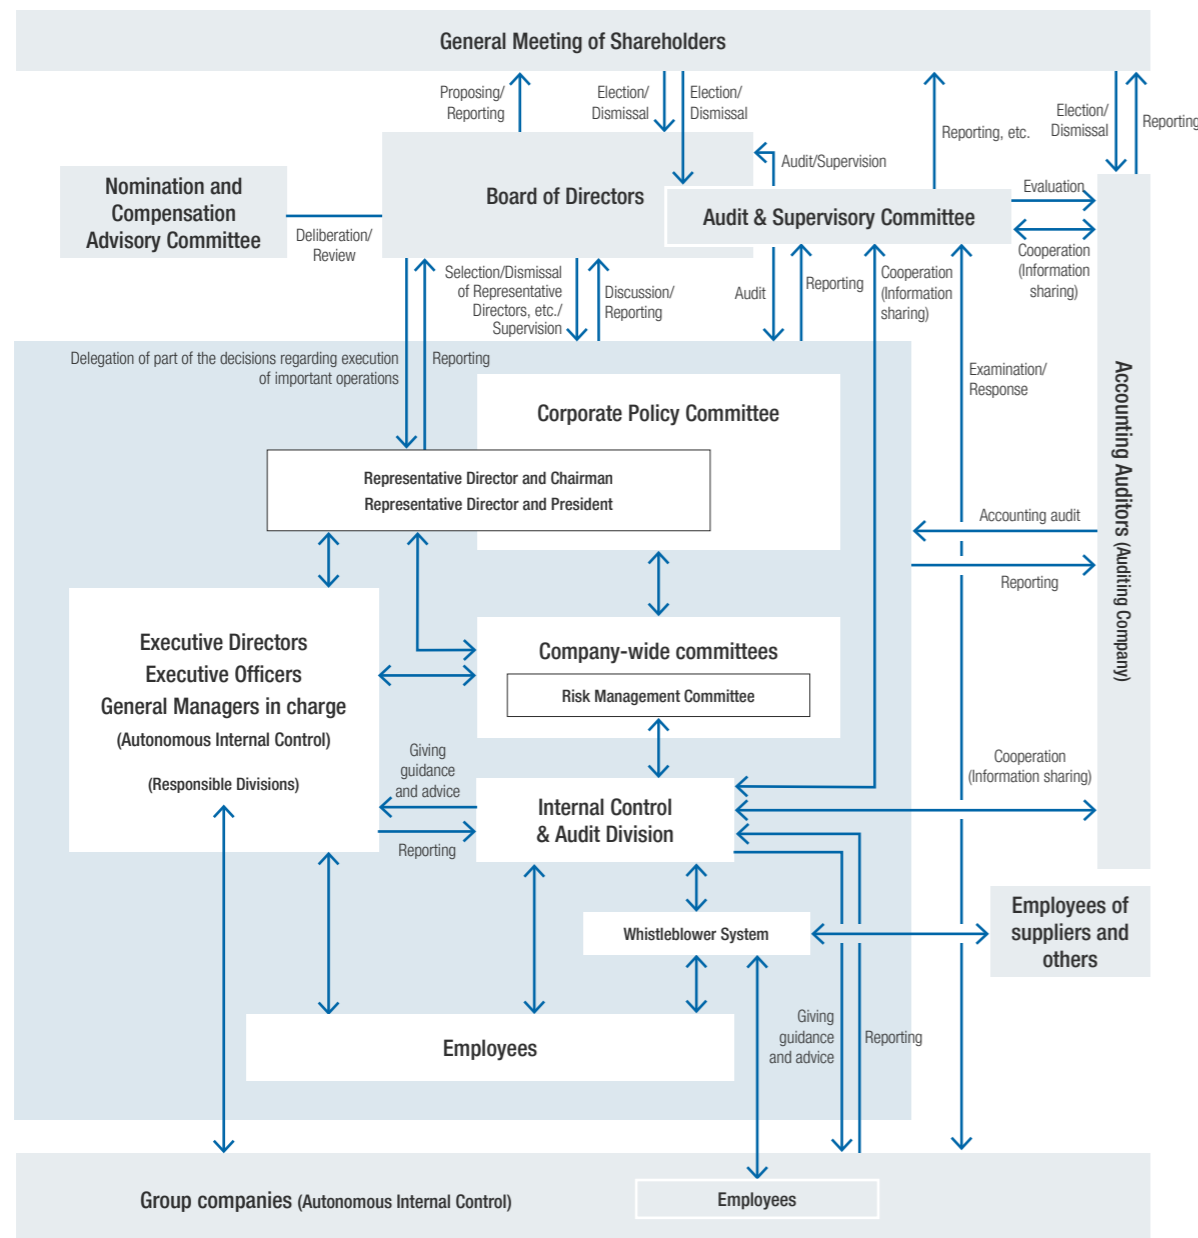 General Meeting of Shareholders
Proposing/
Reporting
Election/
Dismissal
Election/
Dismissal
Reporting, etc.
Election/
Dismissal
Reporting
Nomination and
Compensation
Advisory Committee
Deliberation/
Review
Board of Directors
Audit/Supervision
Audit & Supervisory Committee
Evaluation
Cooperation
(Information
sharing)
Selection/Dismissal
of Representative
Directors, etc./
Supervision
Discussion/
Reporting
Audit
Reporting
Cooperation
(Information
sharing)
Delegation of part of the decisions regarding execution
of important operations
Reporting
Examination/
Response
Accounting Auditors (Auditing Company)
Corporate Policy Committee
Representative Director and Chairman
Representative Director and President
Accounting audit
Reporting
Executive Directors
Executive Officers
General Managers in charge
(Autonomous Internal Control)
(Responsible Divisions)
Company-wide committees
Risk Management Committee
Giving
guidance
and advice
Reporting
Internal Control
& Audit Division
Cooperation
(Information sharing)
Whistleblower System
Employees of
suppliers and
others
Employees
Giving
guidance
and advice
Reporting
Group companies (Autonomous Internal Control)
Employees